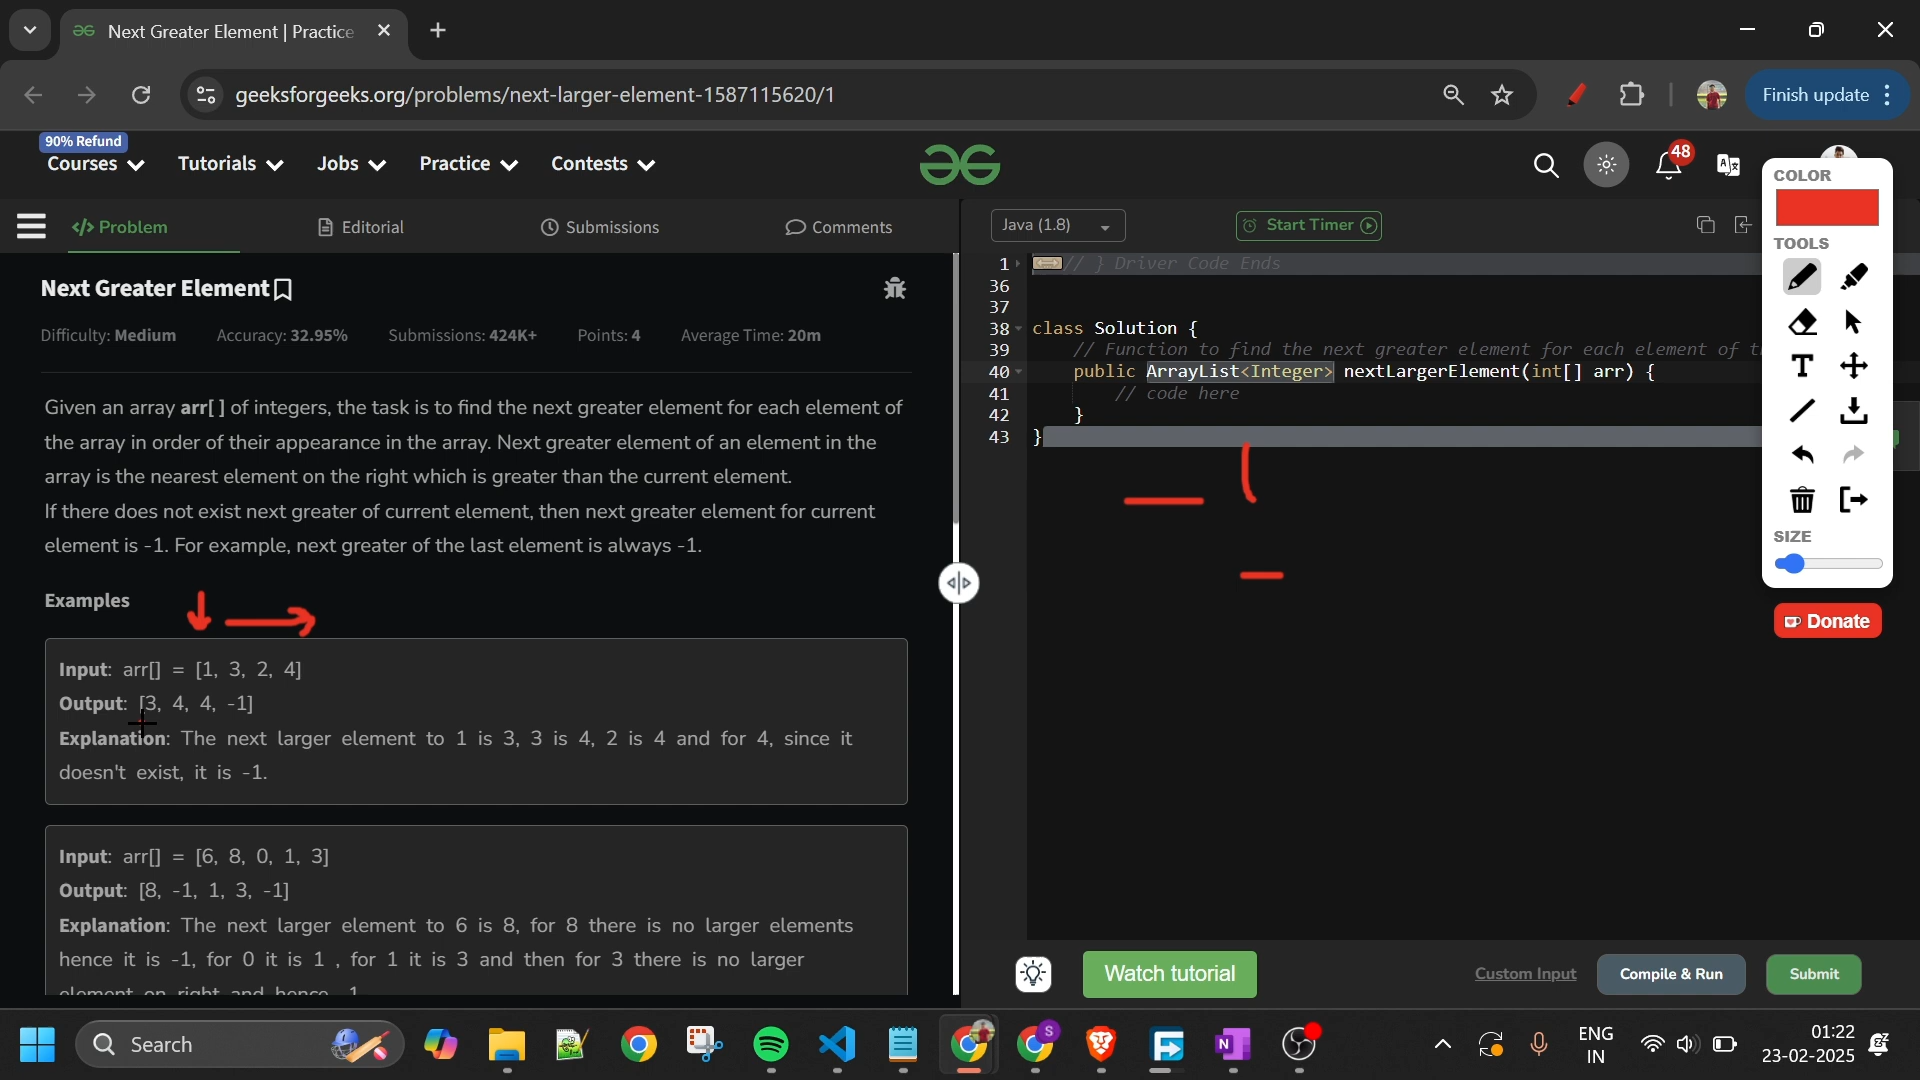 Next Greater Element | Practice
geeksforgeeks.org/problems/next-larger-element-1587115620/1
Finish update
90% Refund
Courses
Tutorials
Jobs
Practice
Contests
48
COLOR
TOOLS
SIZE
Donate
Problem
Editorial
Submissions
Comments
Java (1.8)
Start Timer
Next Greater Element
Difficulty: Medium
Accuracy: 32.95%
Submissions: 424K+
Points: 4
Average Time: 20m
Given an array arr[ ] of integers, the task is to find the next greater element for each element of
the array in order of their appearance in the array. Next greater element of an element in the
array is the nearest element on the right which is greater than the current element.
If there does not exist next greater of current element, then next greater element for current
element is -1. For example, next greater of the last element is always -1.
Examples
Input: arr[] = [1, 3, 2, 4]
Output: [3, 4, 4, -1]
Explanation: The next larger element to 1 is 3, 3 is 4, 2 is 4 and for 4, since it
doesn't exist, it is -1.
Input: arr[] = [6, 8, 0, 1, 3]
Output: [8, -1, 1, 3, -1]
Explanation: The next larger element to 6 is 8, for 8 there is no larger elements
hence it is -1, for 0 it is 1 , for 1 it is 3 and then for 3 there is no larger
element on right and hence
1 // } Driver Code Ends
36
37
38 class Solution {
39 // Function to find the next greater element for each element of
40 public ArrayList<Integer> nextLargerElement(int[] arr) {
41 // code here
42 }
43 }
Watch tutorial
Custom Input
Compile & Run
Submit
Search
S
N
ENG
IN
01:22
23-02-2025